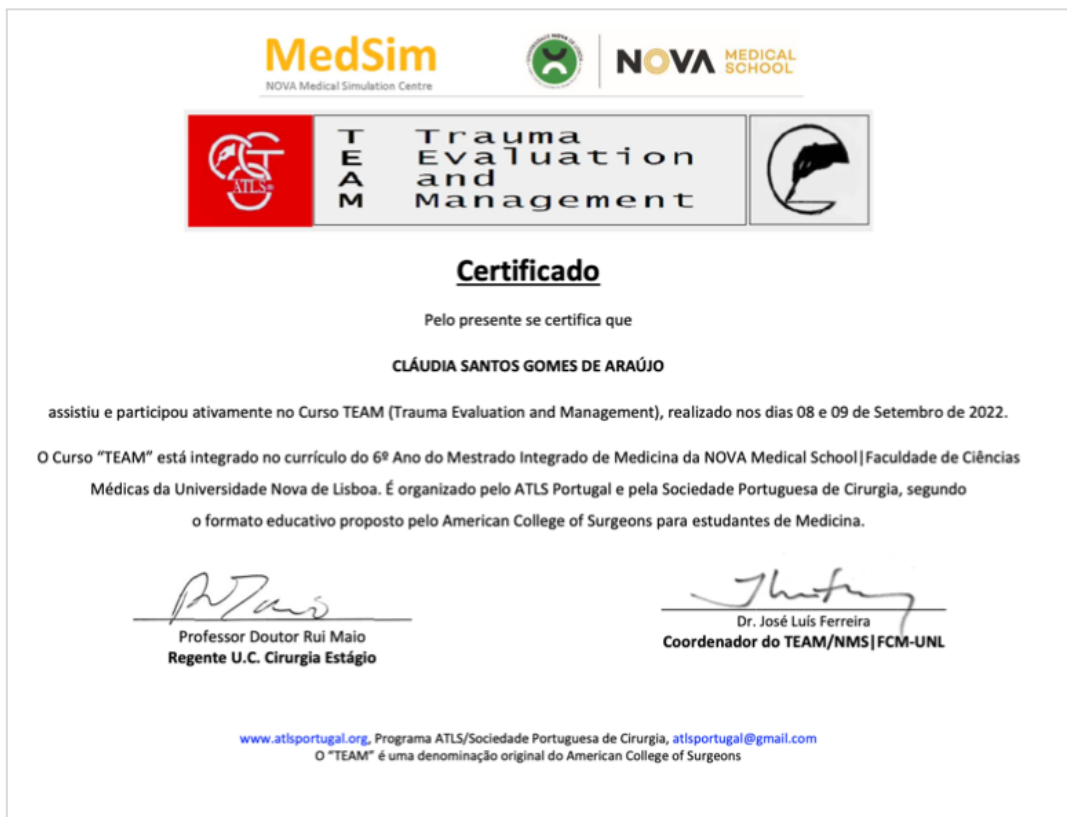 MedSim
NOVA Medical Simulation Centre
NOVA MEDICAL SCHOOL
ATLS®
T E A M
Trauma
Evaluation
and
Management
Certificado
Pelo presente se certifica que
CLÁUDIA SANTOS GOMES DE ARAÚJO
assistiu e participou ativamente no Curso TEAM (Trauma Evaluation and Management), realizado nos dias 08 e 09 de Setembro de 2022.
O Curso “TEAM” está integrado no currículo do 6º Ano do Mestrado Integrado de Medicina da NOVA Medical School|Faculdade de Ciências
Médicas da Universidade Nova de Lisboa. É organizado pelo ATLS Portugal e pela Sociedade Portuguesa de Cirurgia, segundo
o formato educativo proposto pelo American College of Surgeons para estudantes de Medicina.
Professor Doutor Rui Maio
Regente U.C. Cirurgia Estágio
Dr. José Luís Ferreira
Coordenador do TEAM/NMS|FCM-UNL
www.atlsportugal.org, Programa ATLS/Sociedade Portuguesa de Cirurgia, atlsportugal@gmail.com
O “TEAM” é uma denominação original do American College of Surgeons